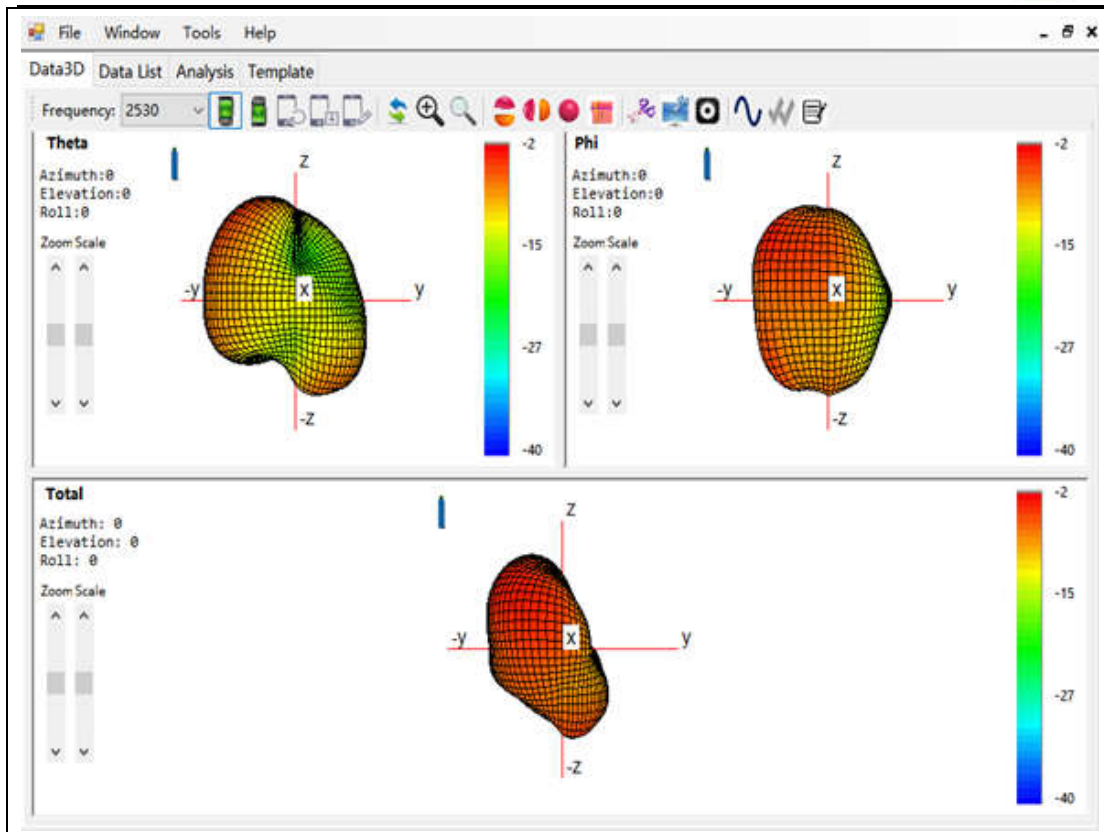 File Window Tools Help
Data3D Data List Analysis Template
Frequency: 2530
Theta
Azimuth:0
Elevation:0
Roll:0
Zoom Scale
z
-y
X
y
-z
-2
-15
-27
-40
Phi
Azimuth:0
Elevation:0
Roll:0
Zoom Scale
z
-y
X
y
-z
-2
-15
-27
-40
Total
Azimuth: 0
Elevation: 0
Roll: 0
Zoom Scale
z
-y
X
y
-z
-2
-15
-27
-40